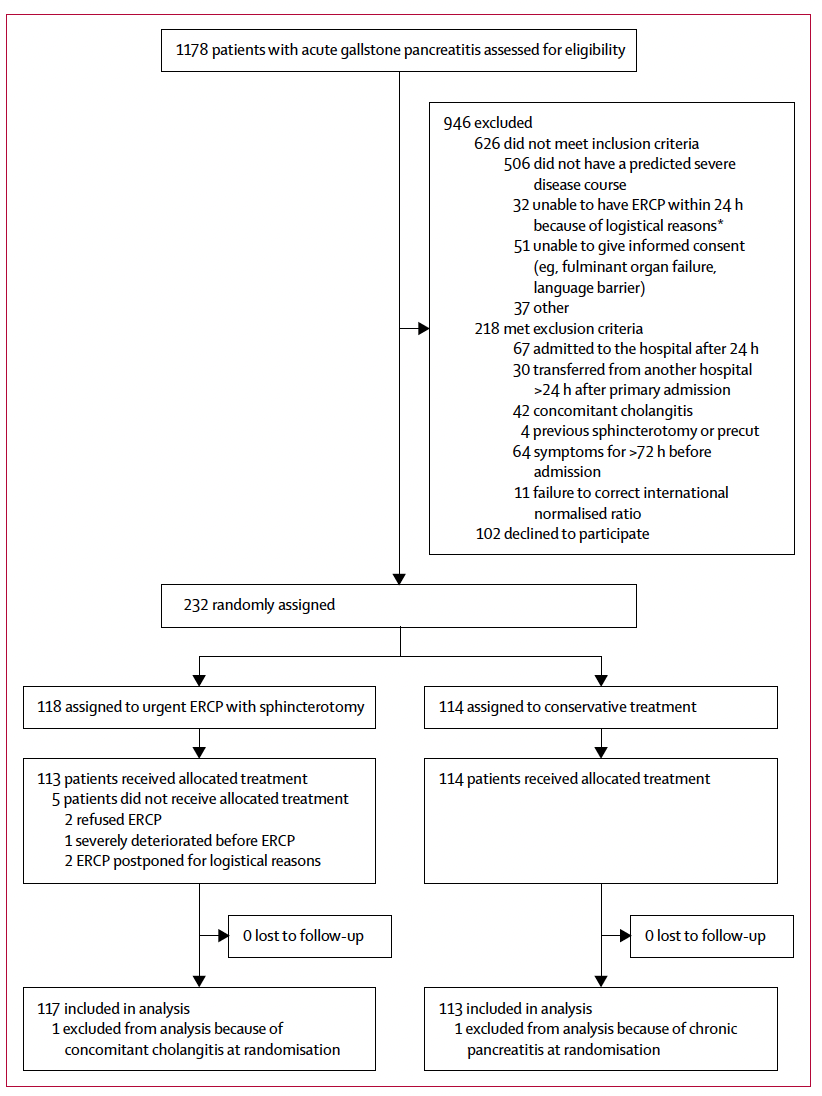 1178 patients with acute gallstone pancreatitis assessed for eligibility
946 excluded
626 did not meet inclusion criteria
506 did not have a predicted severe
disease course
32 unable to have ERCP within 24 h
because of logistical reasons*
51 unable to give informed consent
(eg, fulminant organ failure,
language barrier)
37 other
218 met exclusion criteria
67 admitted to the hospital after 24 h
30 transferred from another hospital
>24 h after primary admission
42 concomitant cholangitis
4 previous sphincterotomy or precut
64 symptoms for >72 h before
admission
11 failure to correct international
normalised ratio
102 declined to participate
232 randomly assigned
118 assigned to urgent ERCP with sphincterotomy
114 assigned to conservative treatment
113 patients received allocated treatment
5 patients did not receive allocated treatment
2 refused ERCP
1 severely deteriorated before ERCP
2 ERCP postponed for logistical reasons
114 patients received allocated treatment
0 lost to follow-up
0 lost to follow-up
117 included in analysis
1 excluded from analysis because of
concomitant cholangitis at randomisation
113 included in analysis
1 excluded from analysis because of chronic
pancreatitis at randomisation